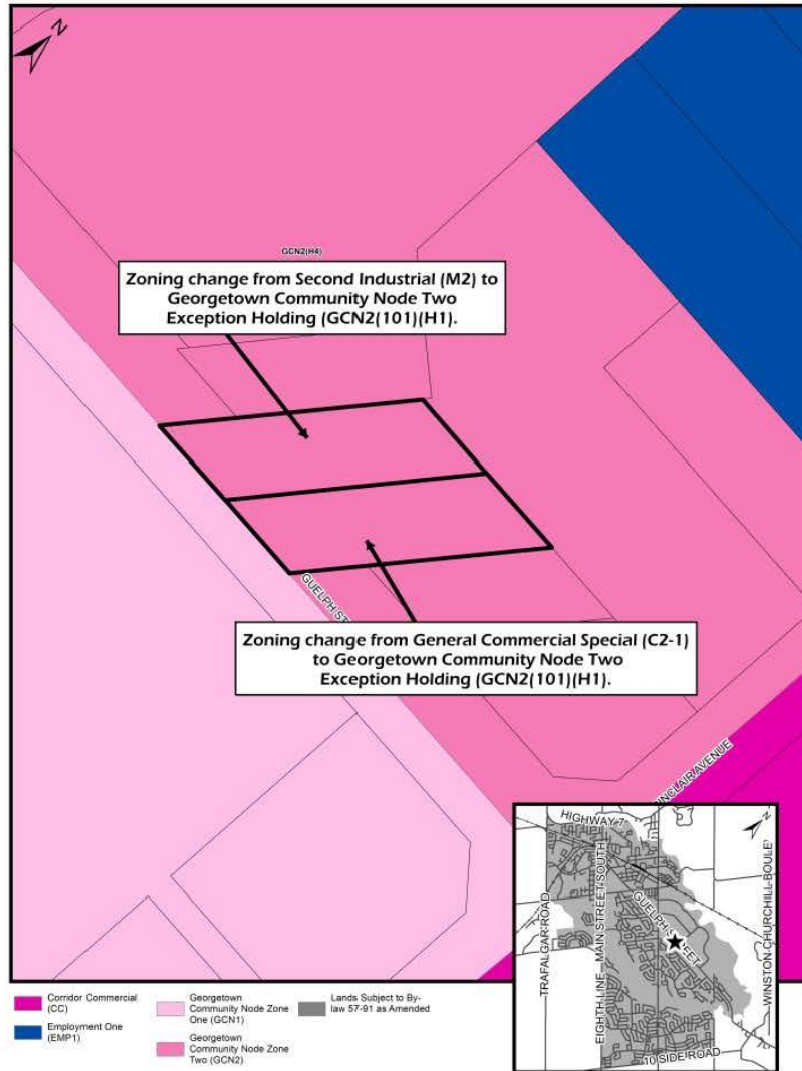 N
GCN2(H4)
Zoning change from Second Industrial (M2) to
Georgetown Community Node Two
Exception Holding (GCN2(101)(H1).
GUELPH ST
Zoning change from General Commercial Special (C2-1)
to Georgetown Community Node Two
Exception Holding (GCN2(101)(H1).
SINCLAIR AVENUE
HIGHWAY 7
N
TRAFALGAR ROAD
EIGHTH LINE
MAIN STREET SOUTH
GUELPH STREET
WINSTON CHURCHILL BOULEV
10 SIDE ROAD
Corridor Commercial
(CC)
Employment One
(EMP1)
Georgetown
Community Node Zone
One (GCN1)
Georgetown
Community Node Zone
Two (GCN2)
Lands Subject to By-
law 57-91 as Amended